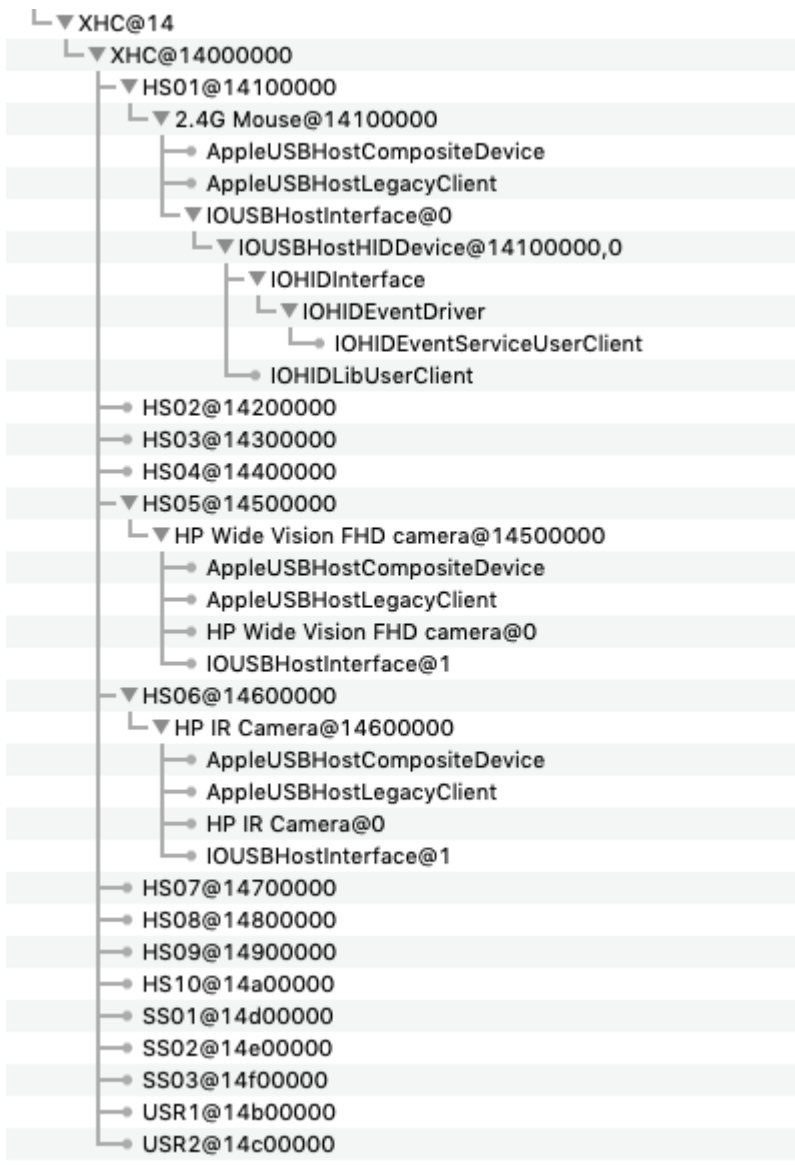 XHC@14
XHC@14000000
HS01@14100000
2.4G Mouse@14100000
AppleUSBHostCompositeDevice
AppleUSBHostLegacyClient
IOUSBHostInterface@0
IOUSBHostHIDDevice@14100000,0
IOHIDInterface
IOHIDEventDriver
IOHIDEventServiceUserClient
IOHIDLibUserClient
HS02@14200000
HS03@14300000
HS04@14400000
HS05@14500000
HP Wide Vision FHD camera@14500000
AppleUSBHostCompositeDevice
AppleUSBHostLegacyClient
HP Wide Vision FHD camera@0
IOUSBHostInterface@1
HS06@14600000
HP IR Camera@14600000
AppleUSBHostCompositeDevice
AppleUSBHostLegacyClient
HP IR Camera@0
IOUSBHostInterface@1
HS07@14700000
HS08@14800000
HS09@14900000
HS10@14a00000
SS01@14d00000
SS02@14e00000
SS03@14f00000
USR1@14b00000
USR2@14c00000